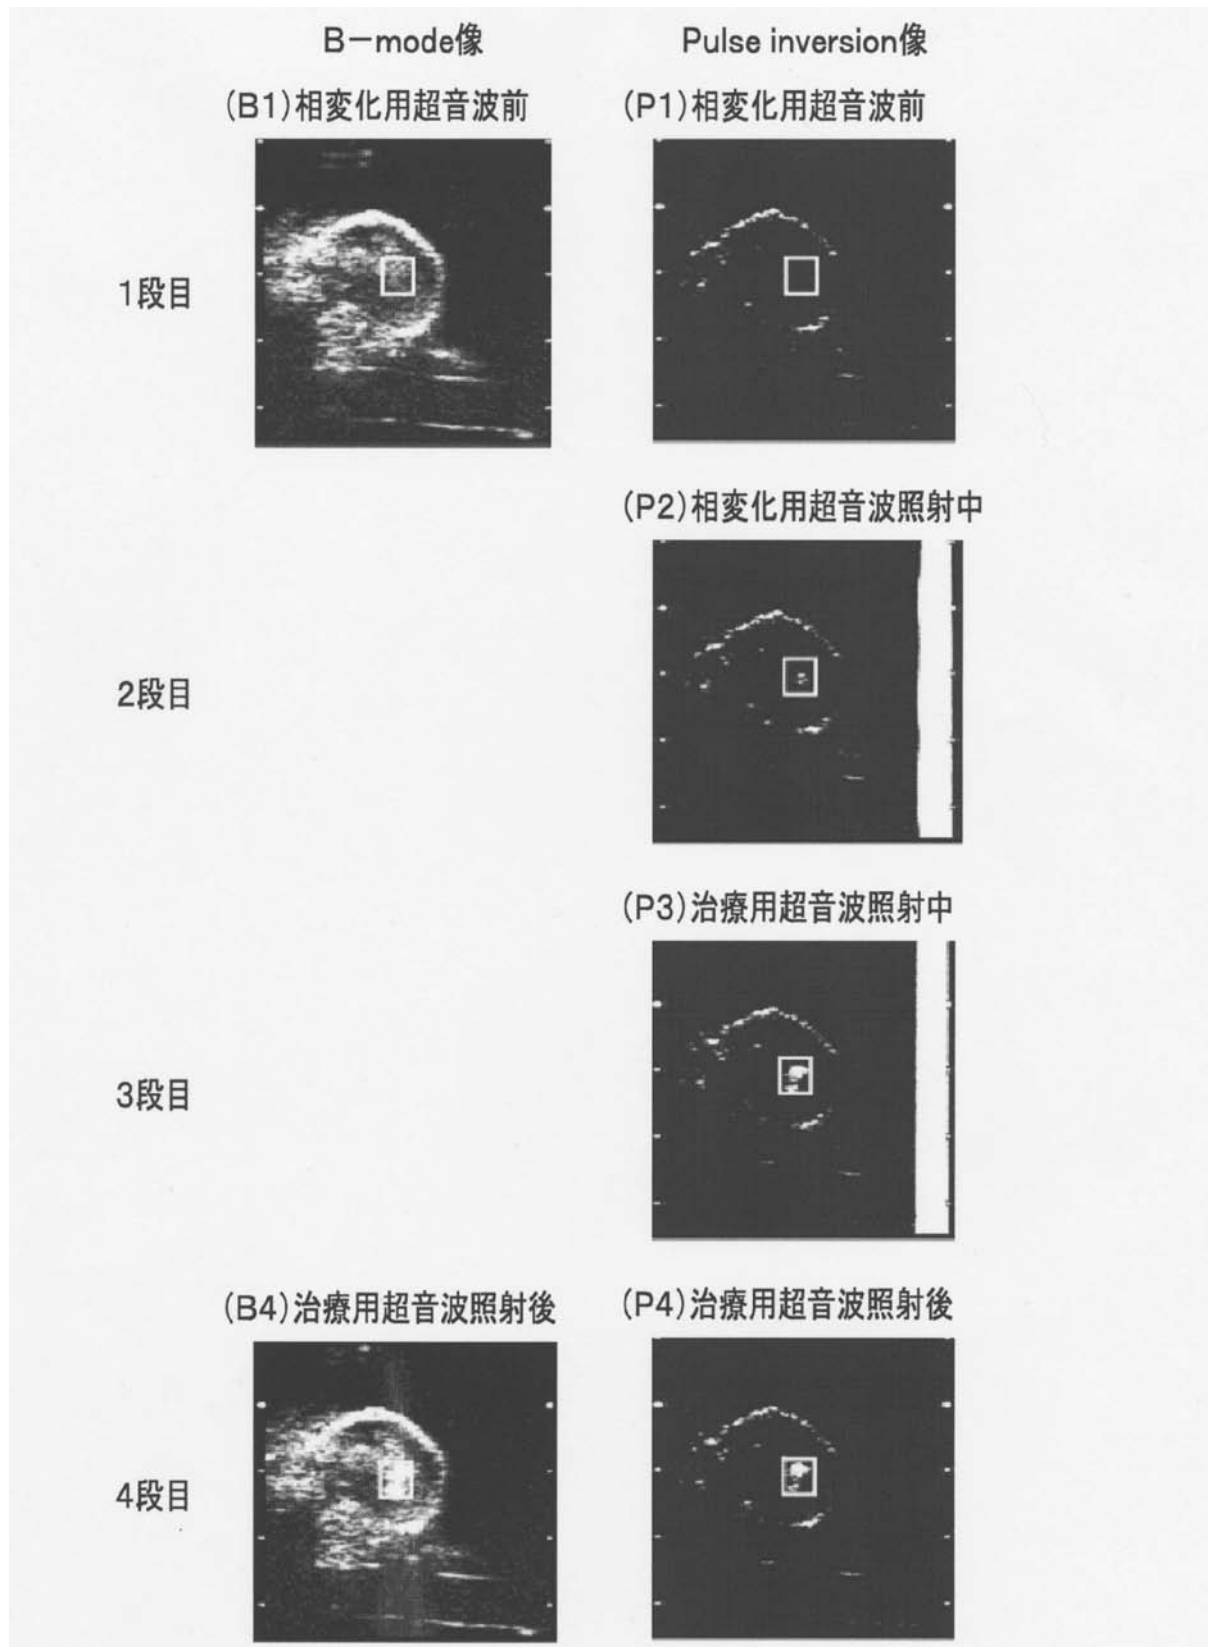 B－mode像 Pulse inversion像
(B1)相変化用超音波前 (P1)相変化用超音波前
1段目
(P2)相変化用超音波照射中
2段目
(P3)治療用超音波照射中
3段目
(B4)治療用超音波照射後 (P4)治療用超音波照射後
4段目